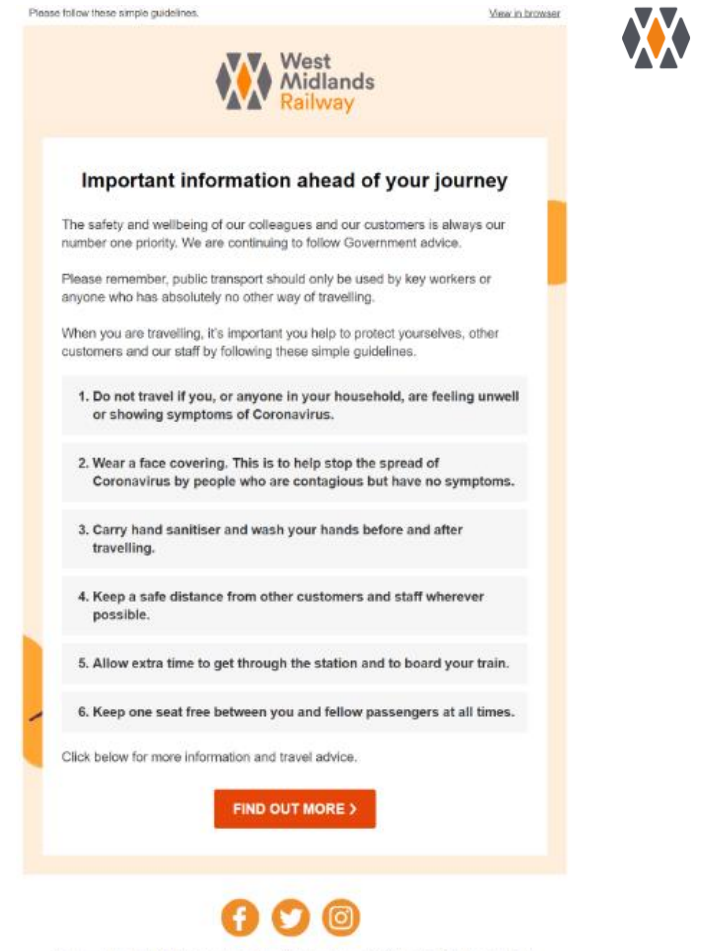 Please follow these simple guidelines.
View in browser
West
Midlands
Railway
Important information ahead of your journey
The safety and wellbeing of our colleagues and our customers is always our
number one priority. We are continuing to follow Government advice.
Please remember, public transport should only be used by key workers or
anyone who has absolutely no other way of travelling.
When you are travelling, it's important you help to protect yourselves, other
customers and our staff by following these simple guidelines.
1. Do not travel if you, or anyone in your household, are feeling unwell
or showing symptoms of Coronavirus.
2. Wear a face covering. This is to help stop the spread of
Coronavirus by people who are contagious but have no symptoms.
3. Carry hand sanitiser and wash your hands before and after
travelling.
4. Keep a safe distance from other customers and staff wherever
possible.
5. Allow extra time to get through the station and to board your train.
6. Keep one seat free between you and fellow passengers at all times.
Click below for more information and travel advice.
FIND OUT MORE >